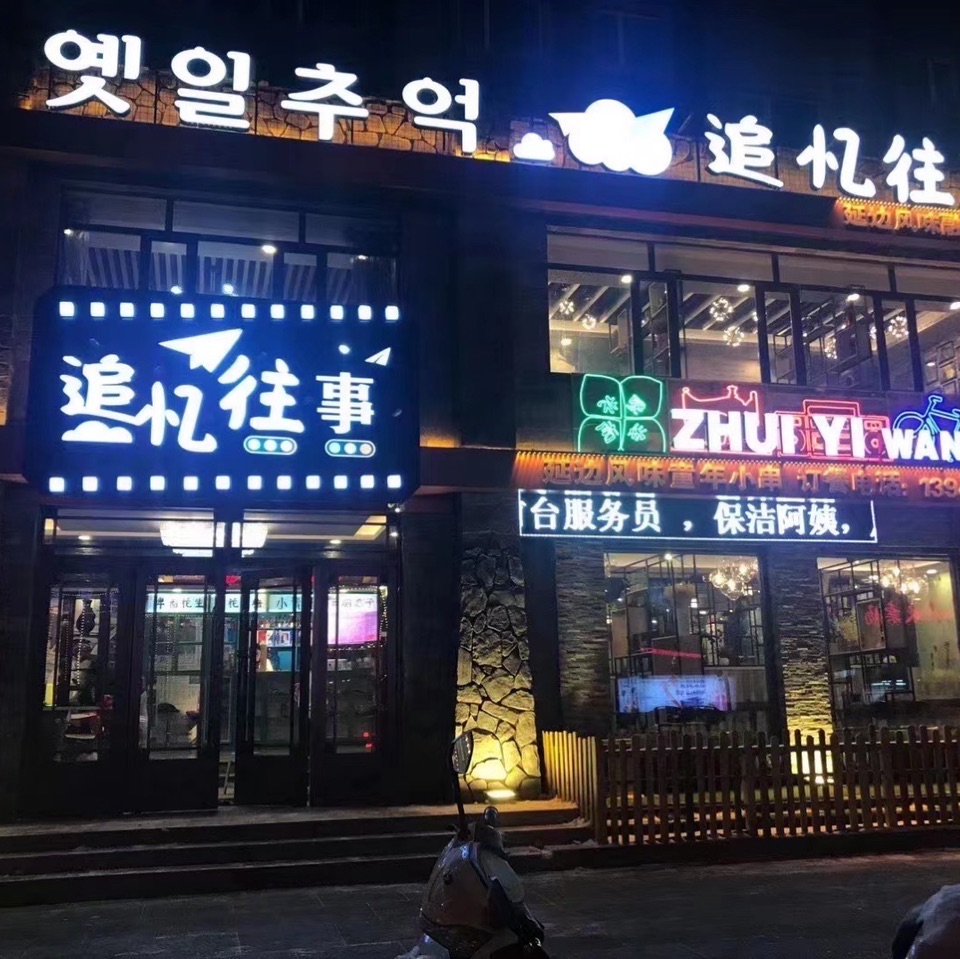 옛일추억 追忆往
延边风味
追忆往事
ZHUI YI WAN
延边风味童年小串 订餐电话: 139
台服务员，保洁阿姨，